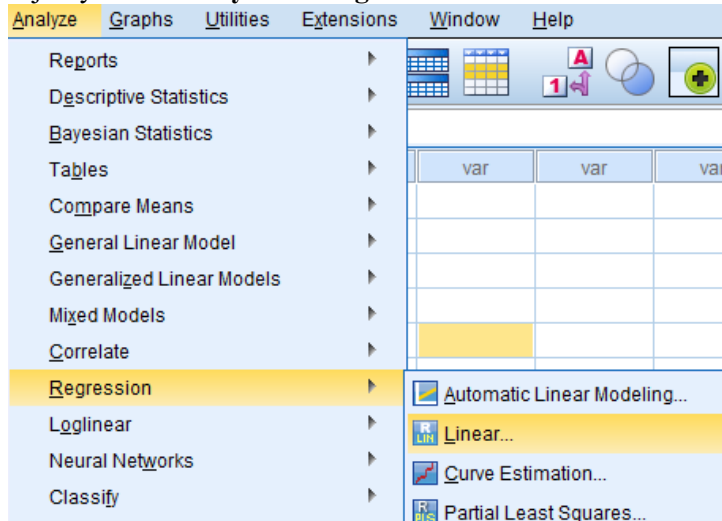 Analyze Graphs Utilities Extensions Window Help
Reports
Descriptive Statistics
Bayesian Statistics
Tables
var var va
Compare Means
General Linear Model
Generalized Linear Models
Mixed Models
Correlate
Regression
Automatic Linear Modeling...
Loglinear
Linear...
Neural Networks
Curve Estimation...
Classify
Partial Least Squares...